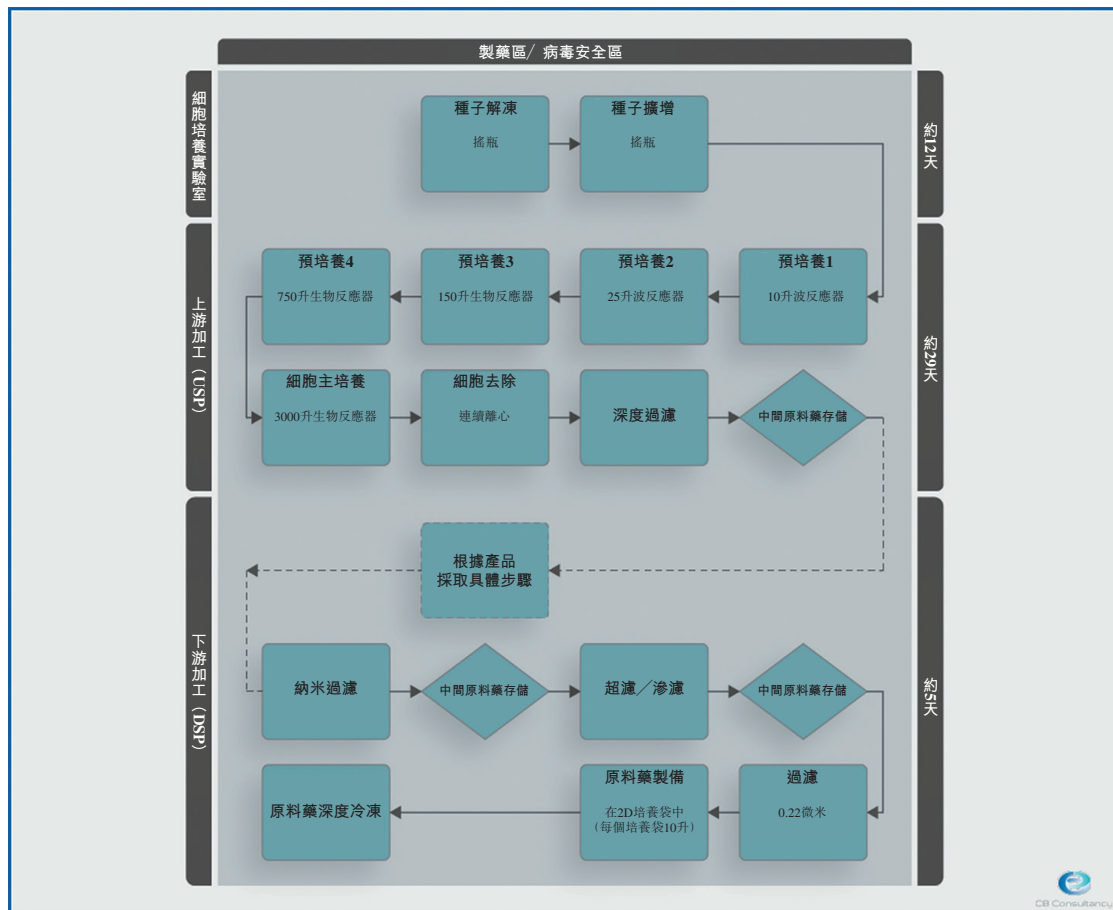 製藥區/ 病毒安全區
細胞培養實驗室
約12天
種子解凍
搖瓶
種子擴增
搖瓶
上游加工（USP）
約29天
預培養4
750升生物反應器
預培養3
150升生物反應器
預培養2
25升波反應器
預培養1
10升波反應器
細胞主培養
3000升生物反應器
細胞去除
連續離心
深度過濾
中間原料藥存儲
下游加工（DSP）
約5天
根據產品
採取具體步驟
納米過濾
中間原料藥存儲
超濾／滲濾
中間原料藥存儲
原料藥深度冷凍
原料藥製備
在2D培養袋中
(每個培養袋10升)
過濾
0.22微米
CB Consultancy